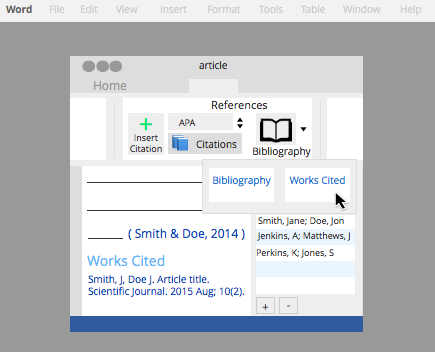 Word File Edit View Insert Format Tools Table Window Help
article
Home
References
APA
Insert
Citation
Citations
Bibliography
Bibliography Works Cited
Smith, Jane; Doe, Jon
Jenkins, A; Matthews, J
Perkins, K; Jones, S
( Smith & Doe, 2014 )
Works Cited
Smith, J, Doe J. Article title.
Scientific Journal. 2015 Aug; 10(2).
+ -